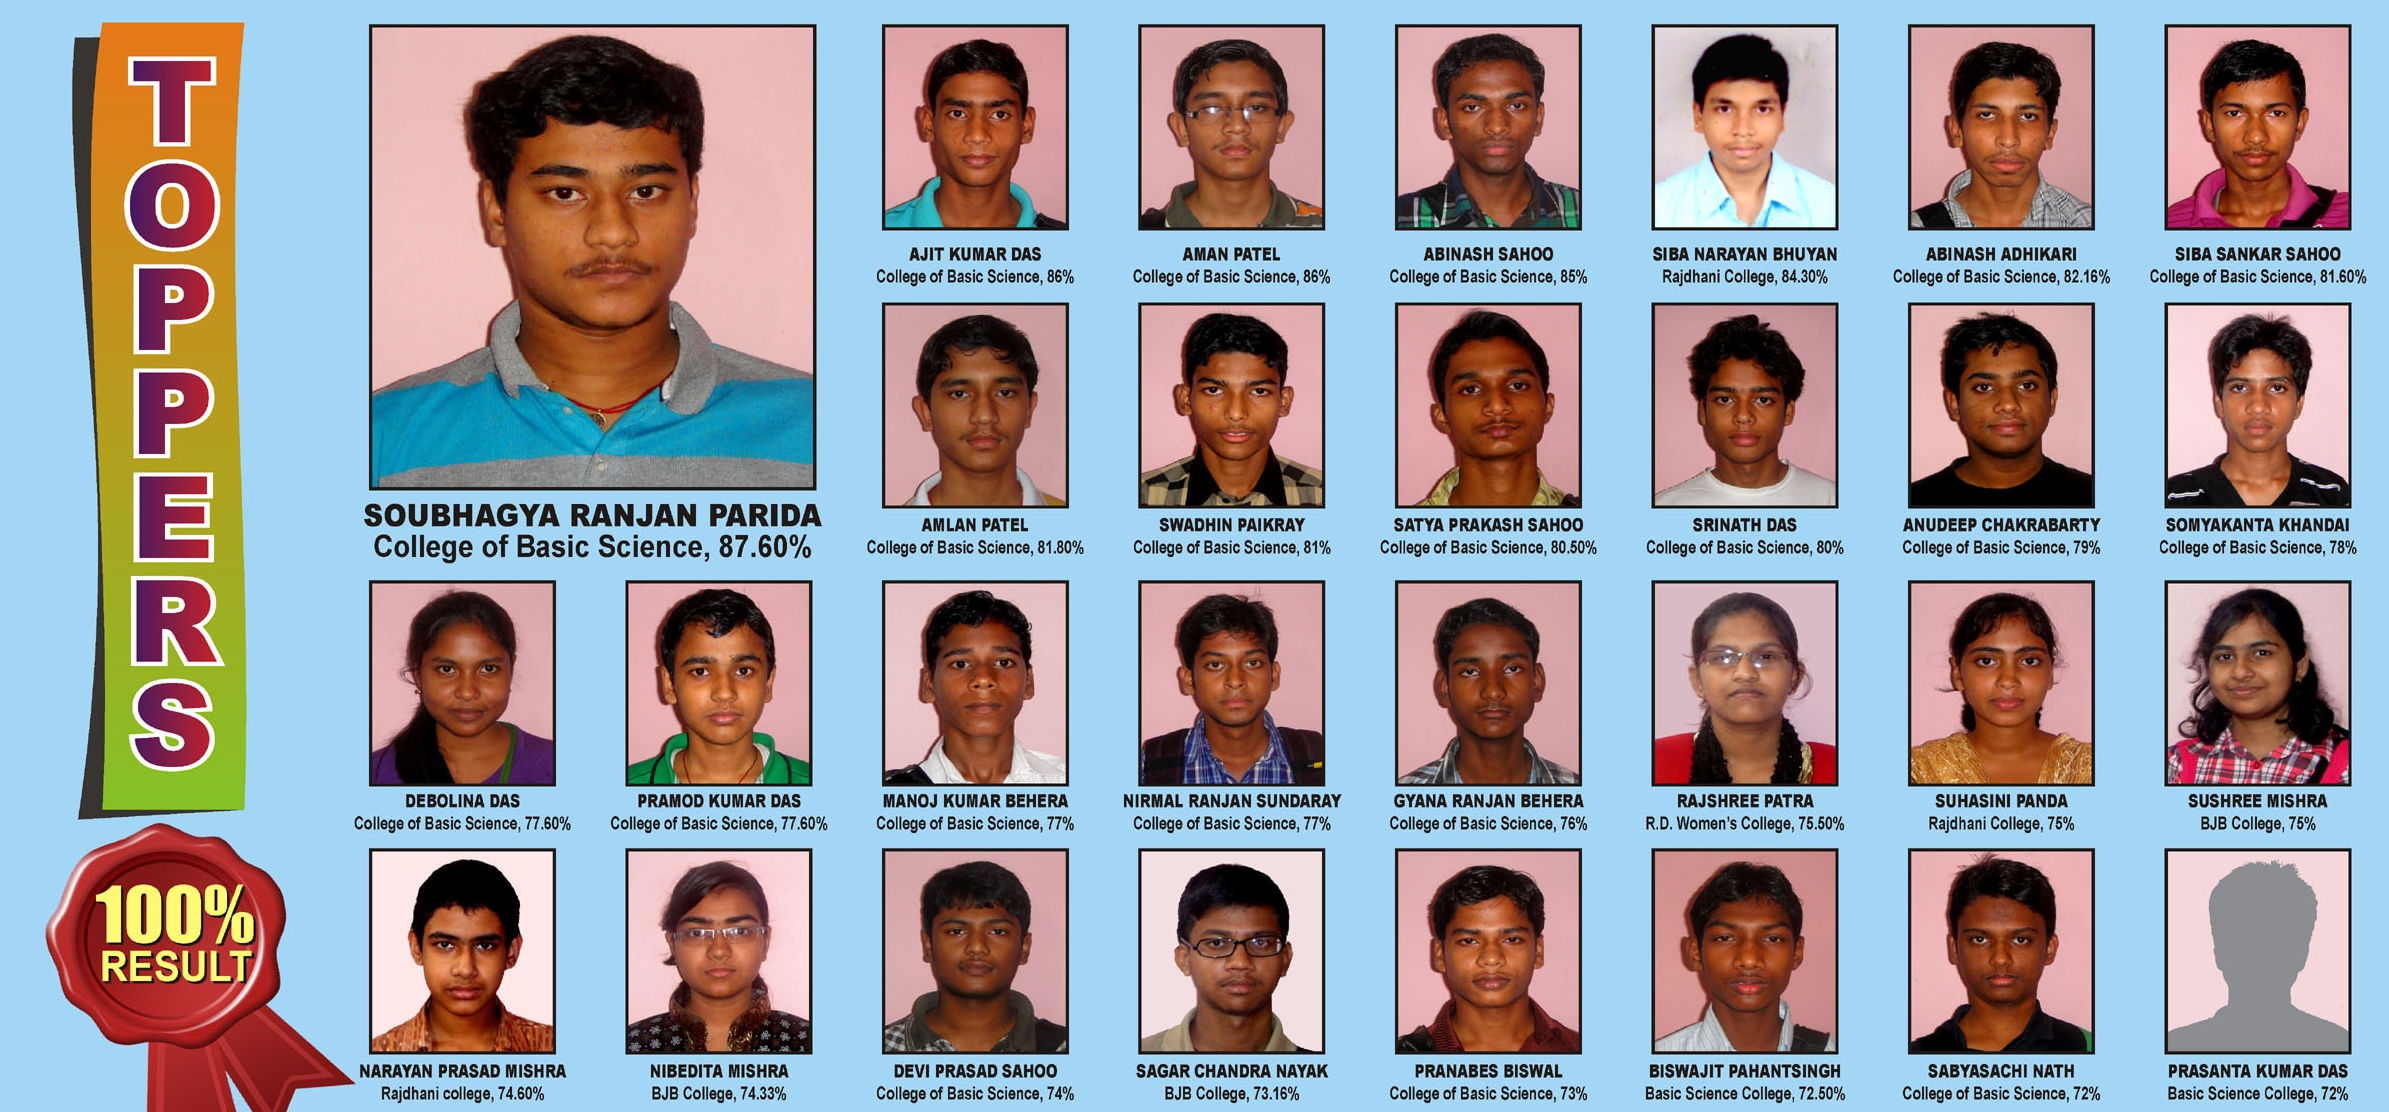 TOPPERS
100%
RESULT
SOUBHAGYA RANJAN PARIDA
College of Basic Science, 87.60%
AJIT KUMAR DAS
College of Basic Science, 86%
AMAN PATEL
College of Basic Science, 86%
ABINASH SAHOO
College of Basic Science, 85%
SIBA NARAYAN BHUYAN
Rajdhani College, 84.30%
ABINASH ADHIKARI
College of Basic Science, 82.16%
SIBA SANKAR SAHOO
College of Basic Science, 81.60%
AMLAN PATEL
College of Basic Science, 81.80%
SWADHIN PAIKRAY
College of Basic Science, 81%
SATYA PRAKASH SAHOO
College of Basic Science, 80.50%
SRINATH DAS
College of Basic Science, 80%
ANUDEEP CHAKRABARTY
College of Basic Science, 79%
SOMYAKANTA KHANDAI
College of Basic Science, 78%
DEBOLINA DAS
College of Basic Science, 77.60%
PRAMOD KUMAR DAS
College of Basic Science, 77.60%
MANOJ KUMAR BEHERA
College of Basic Science, 77%
NIRMAL RANJAN SUNDARAY
College of Basic Science, 77%
GYANA RANJAN BEHERA
College of Basic Science, 76%
RAJSHREE PATRA
R.D. Women's College, 75.50%
SUHASINI PANDA
Rajdhani College, 75%
SUSHREE MISHRA
BJB College, 75%
NARAYAN PRASAD MISHRA
Rajdhani college, 74.60%
NIBEDITA MISHRA
BJB College, 74.33%
DEVI PRASAD SAHOO
College of Basic Science, 74%
SAGAR CHANDRA NAYAK
BJB College, 73.16%
PRANABES BISWAL
College of Basic Science, 73%
BISWAJIT PAHANTSINGH
Basic Science College, 72.50%
SABYASACHI NATH
College of Basic Science, 72%
PRASANTA KUMAR DAS
Basic Science College, 72%